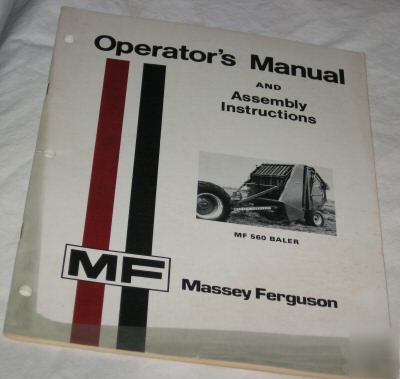 Operator's Manual
AND
Assembly
Instructions
MF 560 BALER
MF
Massey Ferguson